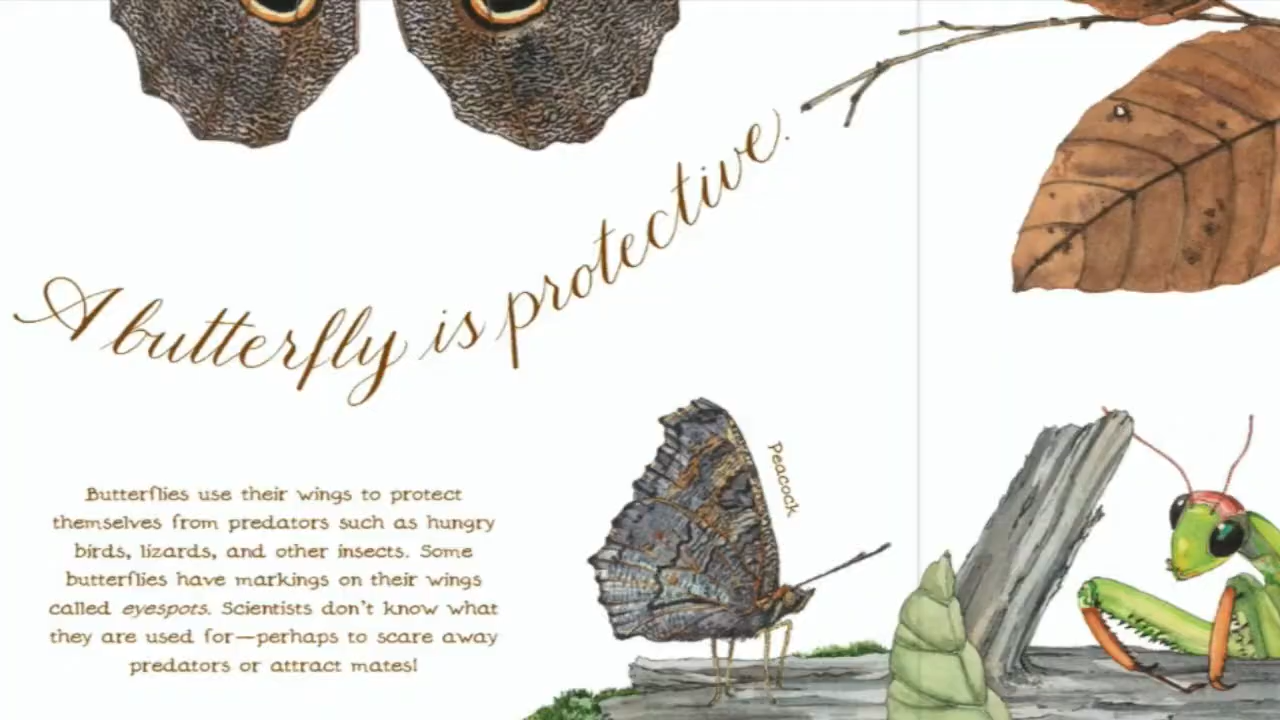 A butterfly is protective.
Butterflies use their wings to protect
themselves from predators such as hungry
birds, lizards, and other insects. Some
butterflies have markings on their wings
called eyespots. Scientists don't know what
they are used for—perhaps to scare away
predators or attract mates!
Peacock